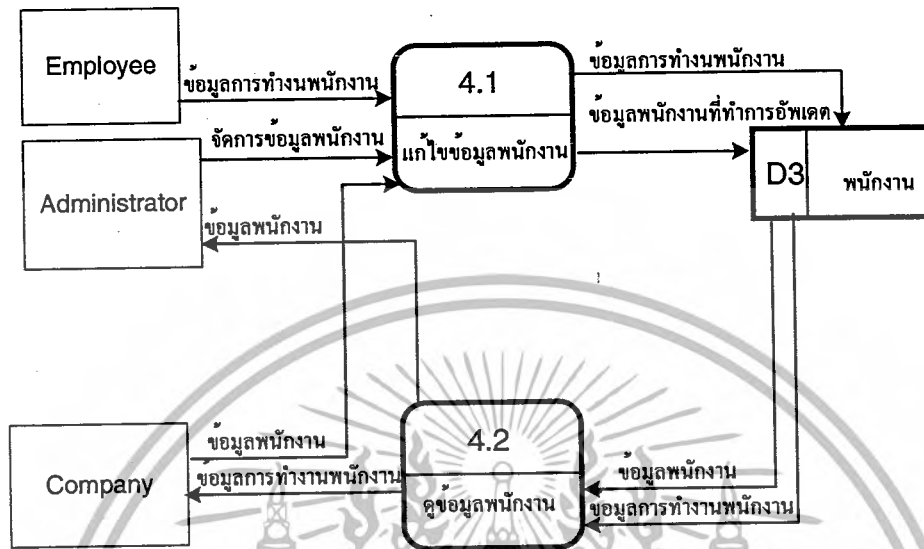 Employee
ข้อมูลการทำงนพนักงาน
4.1
ข้อมูลการทำงนพนักงาน
จัดการข้อมูลพนักงาน
แก้ไขข้อมูลพนักงาน
ข้อมูลพนักงานที่ทำการอัพเดต
D3
พนักงาน
Administrator
ข้อมูลพนักงาน
Company
ข้อมูลพนักงาน
ข้อมูลการทำงานพนักงาน
4.2
ดูข้อมูลพนักงาน
ข้อมูลพนักงาน
ข้อมูลการทำงานพนักงาน